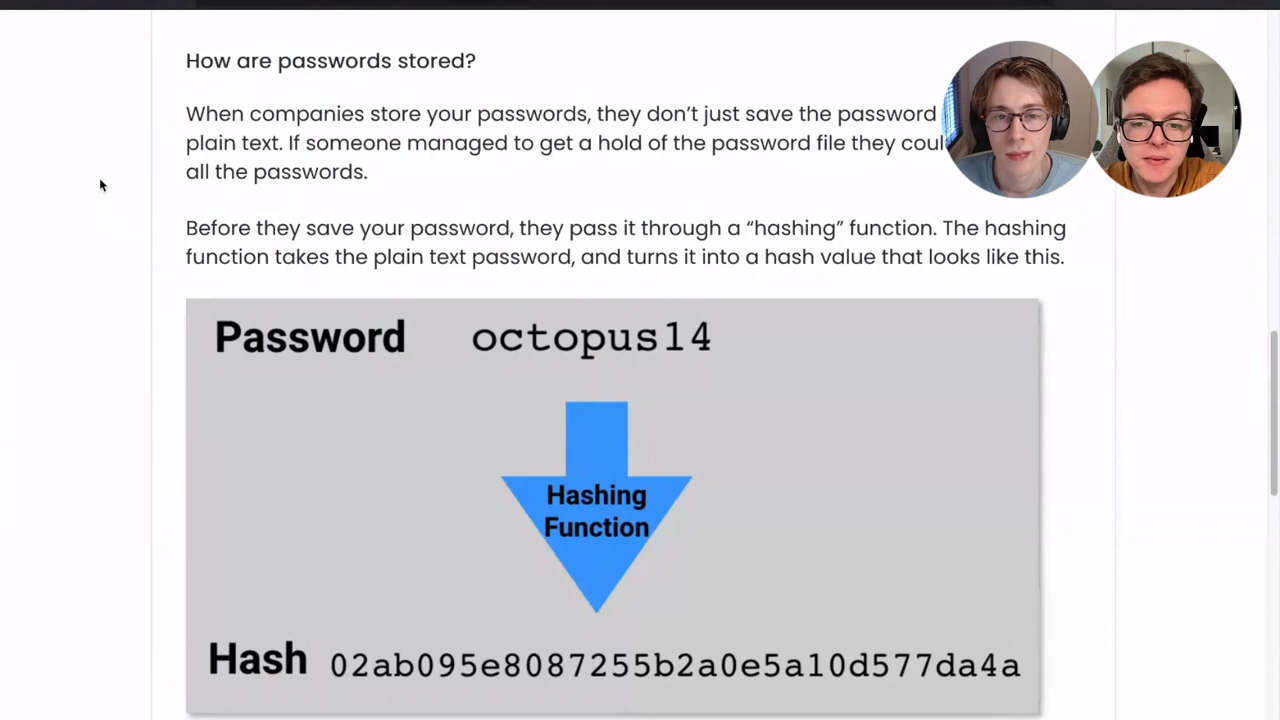 How are passwords stored?
When companies store your passwords, they don’t just save the password
plain text. If someone managed to get a hold of the password file they
all the passwords.
Before they save your password, they pass it through a “hashing” function. The hashing
function takes the plain text password, and turns it into a hash value that looks like this.
Password octopus14
Hashing
Function
Hash 02ab095e8087255b2a0e5a10d577da4a